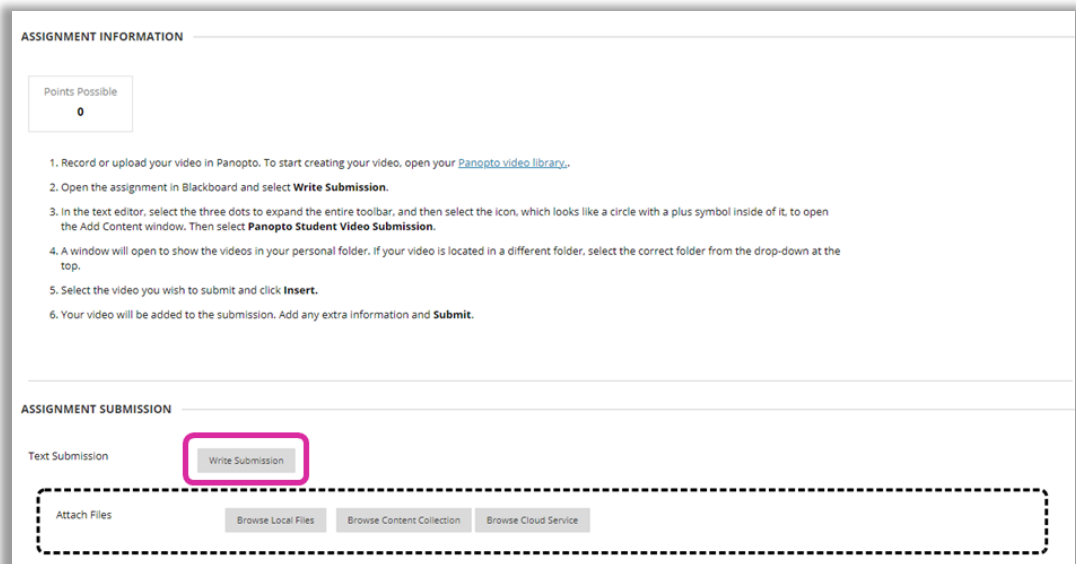 ASSIGNMENT INFORMATION
Points Possible
0
1. Record or upload your video in Panopto. To start creating your video, open your Panopto video library..
2. Open the assignment in Blackboard and select Write Submission.
3. In the text editor, select the three dots to expand the entire toolbar, and then select the icon, which looks like a circle with a plus symbol inside of it, to open
the Add Content window. Then select Panopto Student Video Submission.
4. A window will open to show the videos in your personal folder. If your video is located in a different folder, select the correct folder from the drop-down at the
top.
5. Select the video you wish to submit and click Insert.
6. Your video will be added to the submission. Add any extra information and Submit.
ASSIGNMENT SUBMISSION
Text Submission Write Submission
Attach Files Browse Local Files Browse Content Collection Browse Cloud Service